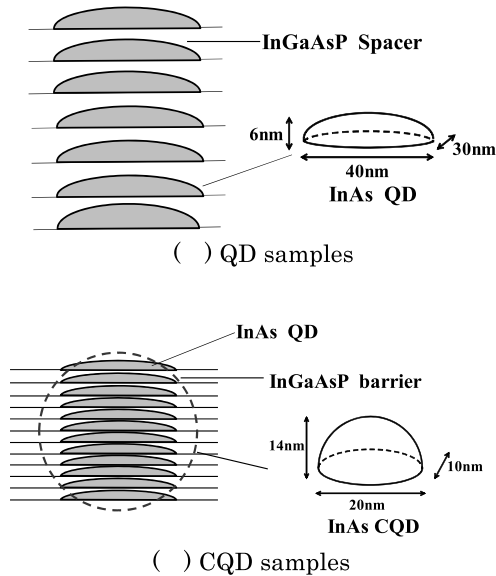 InGaAsP Spacer
6nm
30nm
40nm
InAs QD
( ) QD samples
InAs QD
InGaAsP barrier
14nm
10nm
20nm
InAs CQD
( ) CQD samples